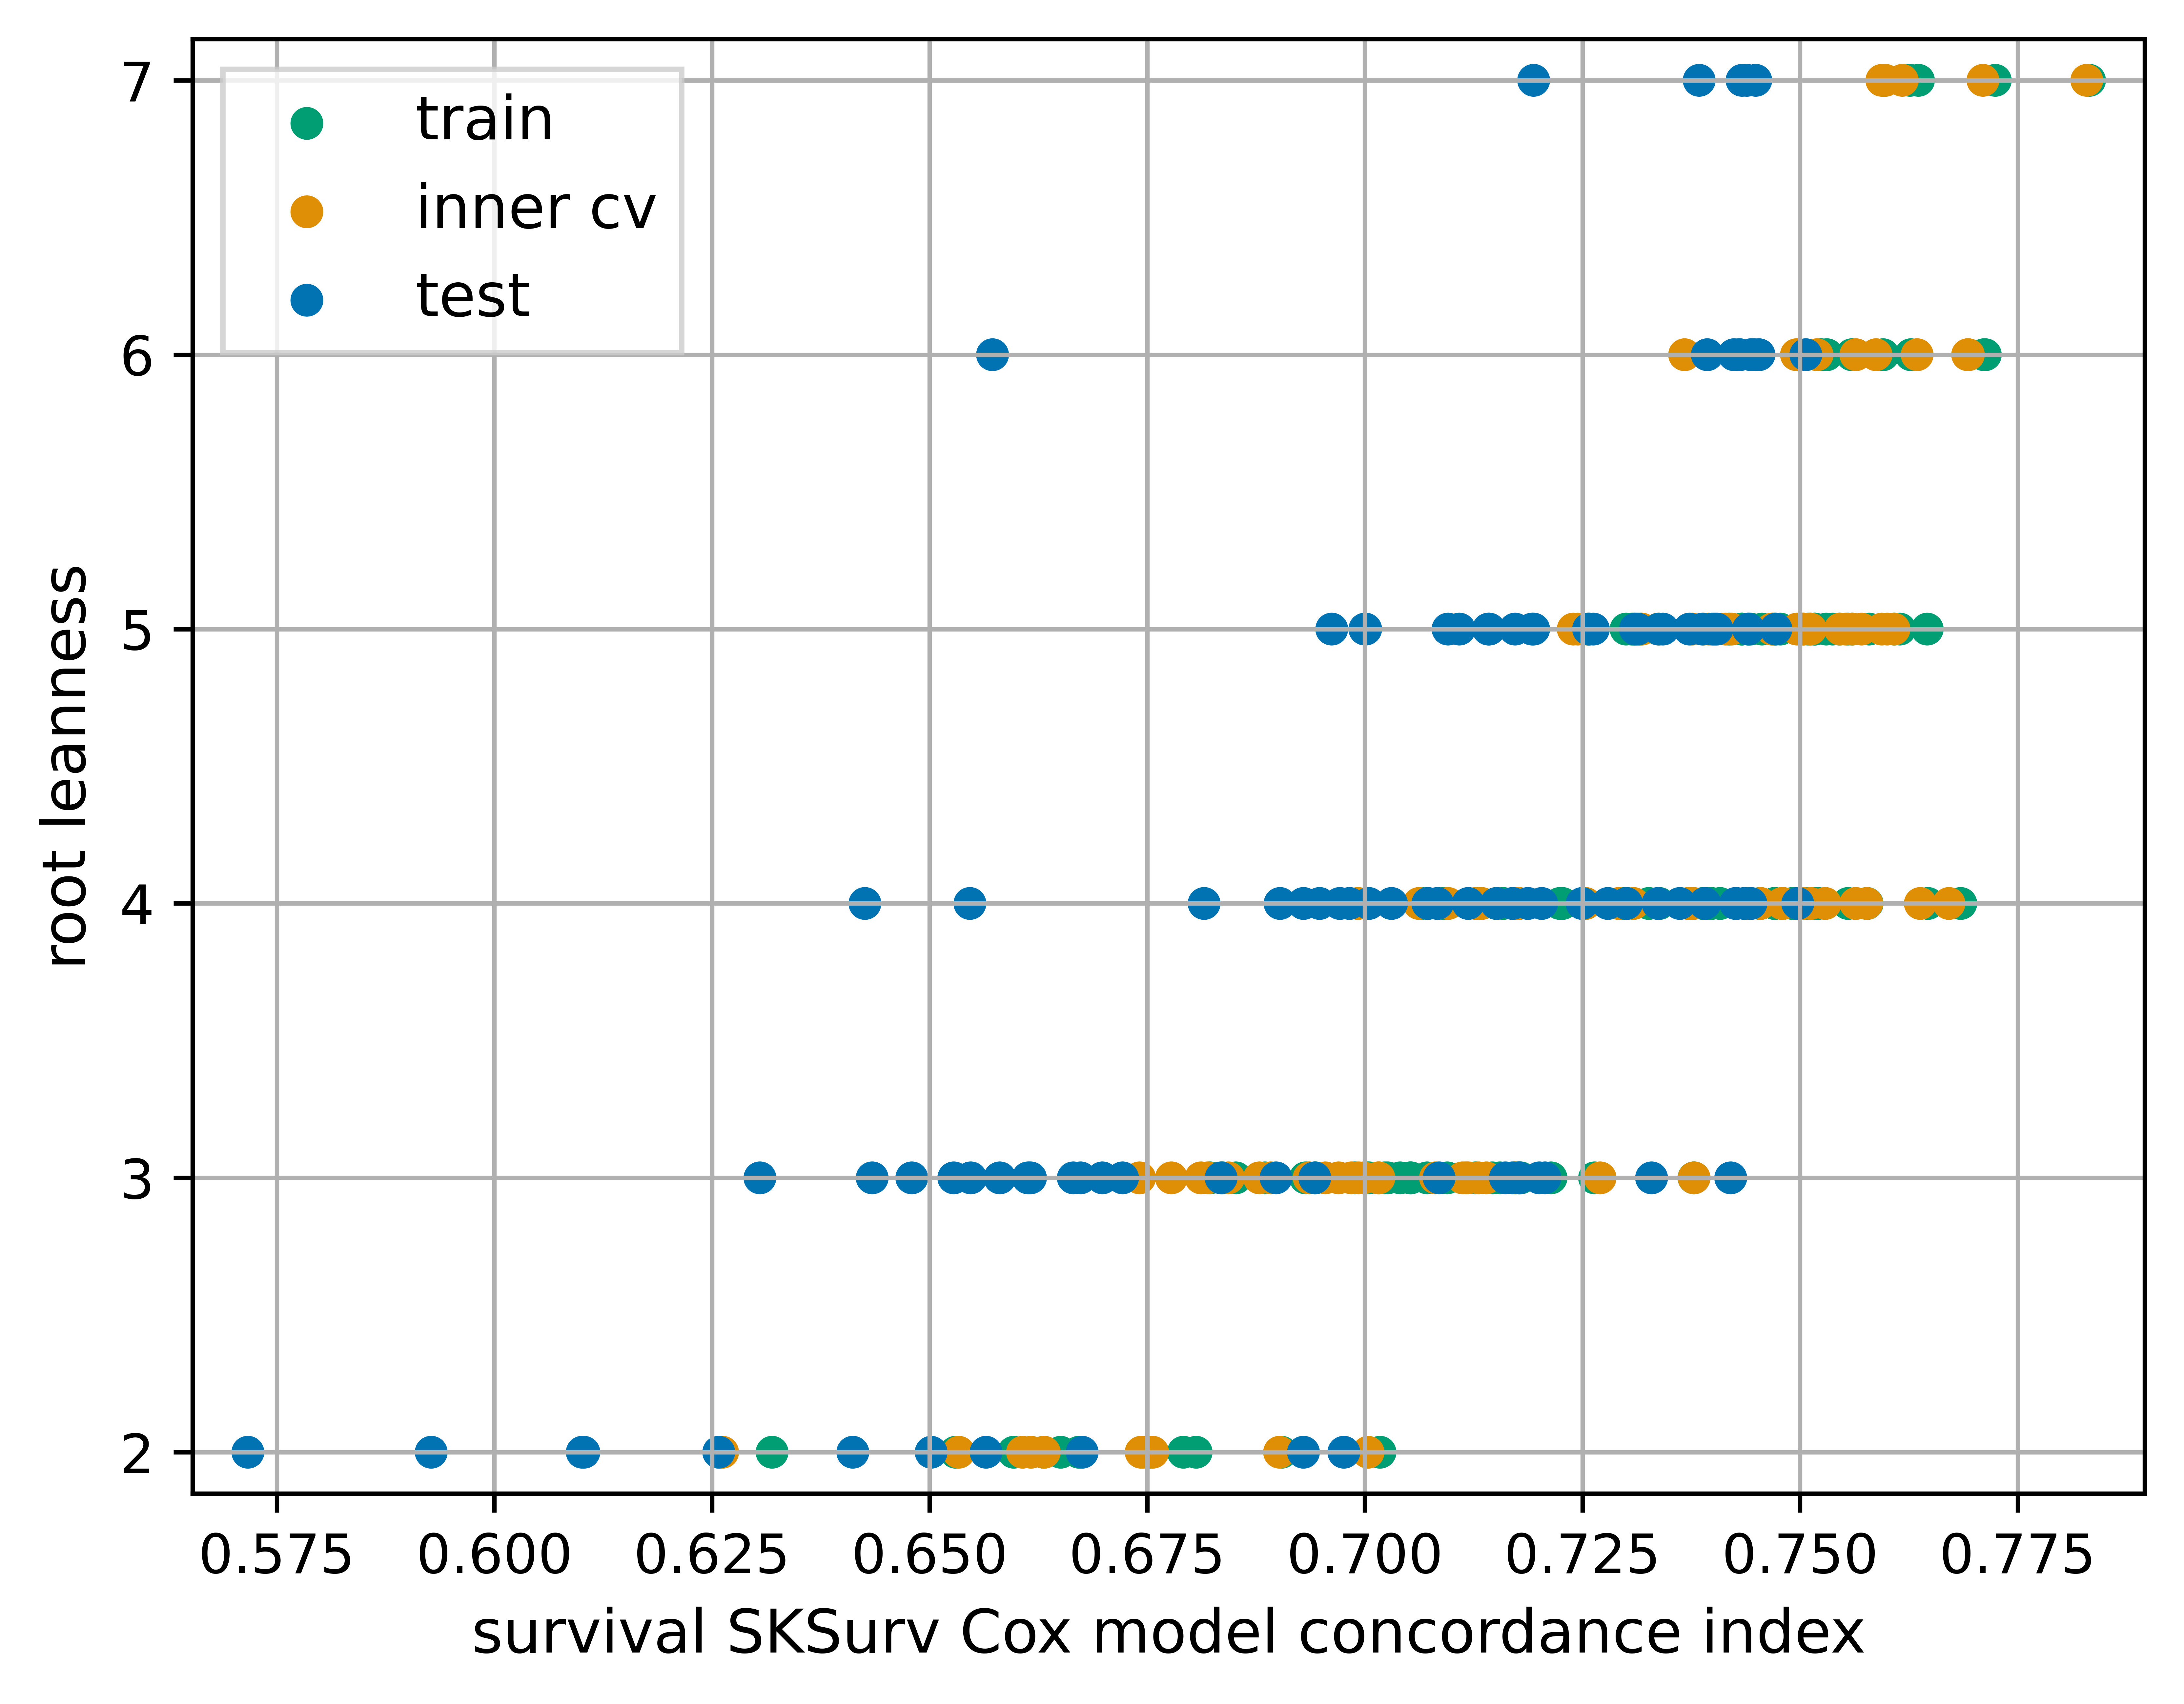 train
inner cv
test
7
6
5
4
3
2
root leanness
0.575 0.600 0.625 0.650 0.675 0.700 0.725 0.750 0.775
survival SKSurv Cox model concordance index